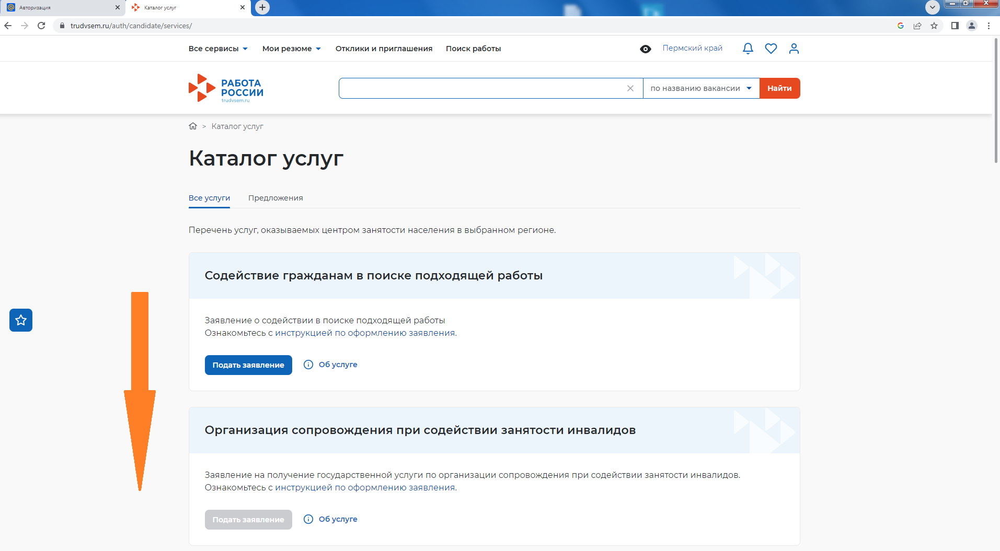 Авторизация
Каталог услуг
trudvsem.ru/auth/candidate/services/
Все сервисы
Мои резюме
Отклики и приглашения
Поиск работы
Пермский край
РАБОТА
РОССИИ
trudvsem.ru
по названию вакансии
Найти
> Каталог услуг
Каталог услуг
Все услуги
Предложения
Перечень услуг, оказываемых центром занятости населения в выбранном регионе.
Содействие гражданам в поиске подходящей работы
Заявление о содействии в поиске подходящей работы
Ознакомьтесь с инструкцией по оформлению заявления.
Подать заявление
Об услуге
Организация сопровождения при содействии занятости инвалидов
Заявление на получение государственной услуги по организации сопровождения при содействии занятости инвалидов.
Ознакомьтесь с инструкцией по оформлению заявления.
Подать заявление
Об услуге